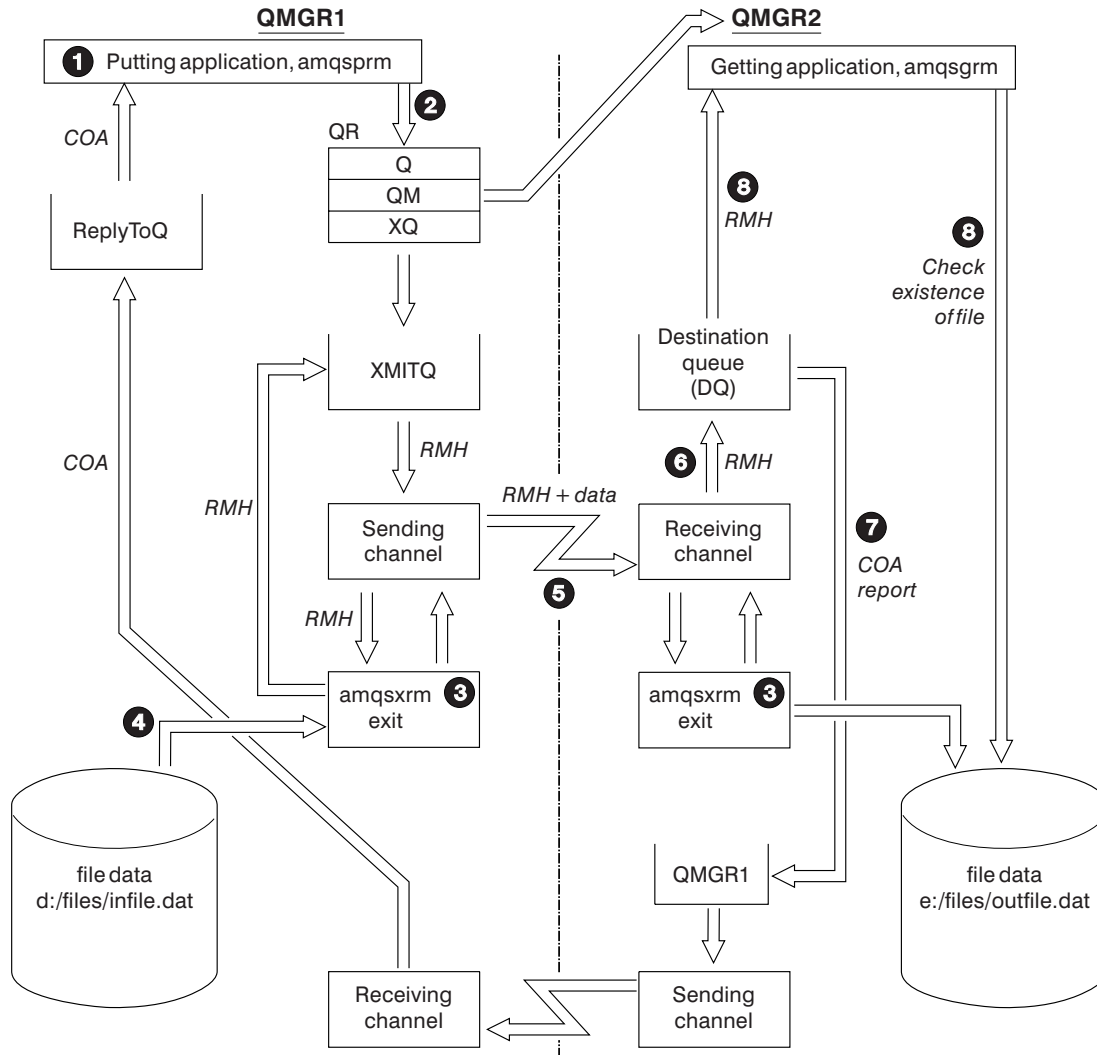 QMGR1
QMGR2
1 Putting application, amqsprm
Getting application, amqsgrm
2
COA
QR
Q
QM
XQ
8
RMH
ReplyToQ
8
Check
existence
of file
XMITQ
Destination
queue
(DQ)
COA
RMH
RMH
6 RMH
RMH + data
Sending
channel
Receiving
channel
7
COA
report
5
RMH
amqsxrm
exit
3
amqsxrm
exit
3
4
file data
d:/files/infile.dat
QMGR1
file data
e:/files/outfile.dat
Receiving
channel
Sending
channel